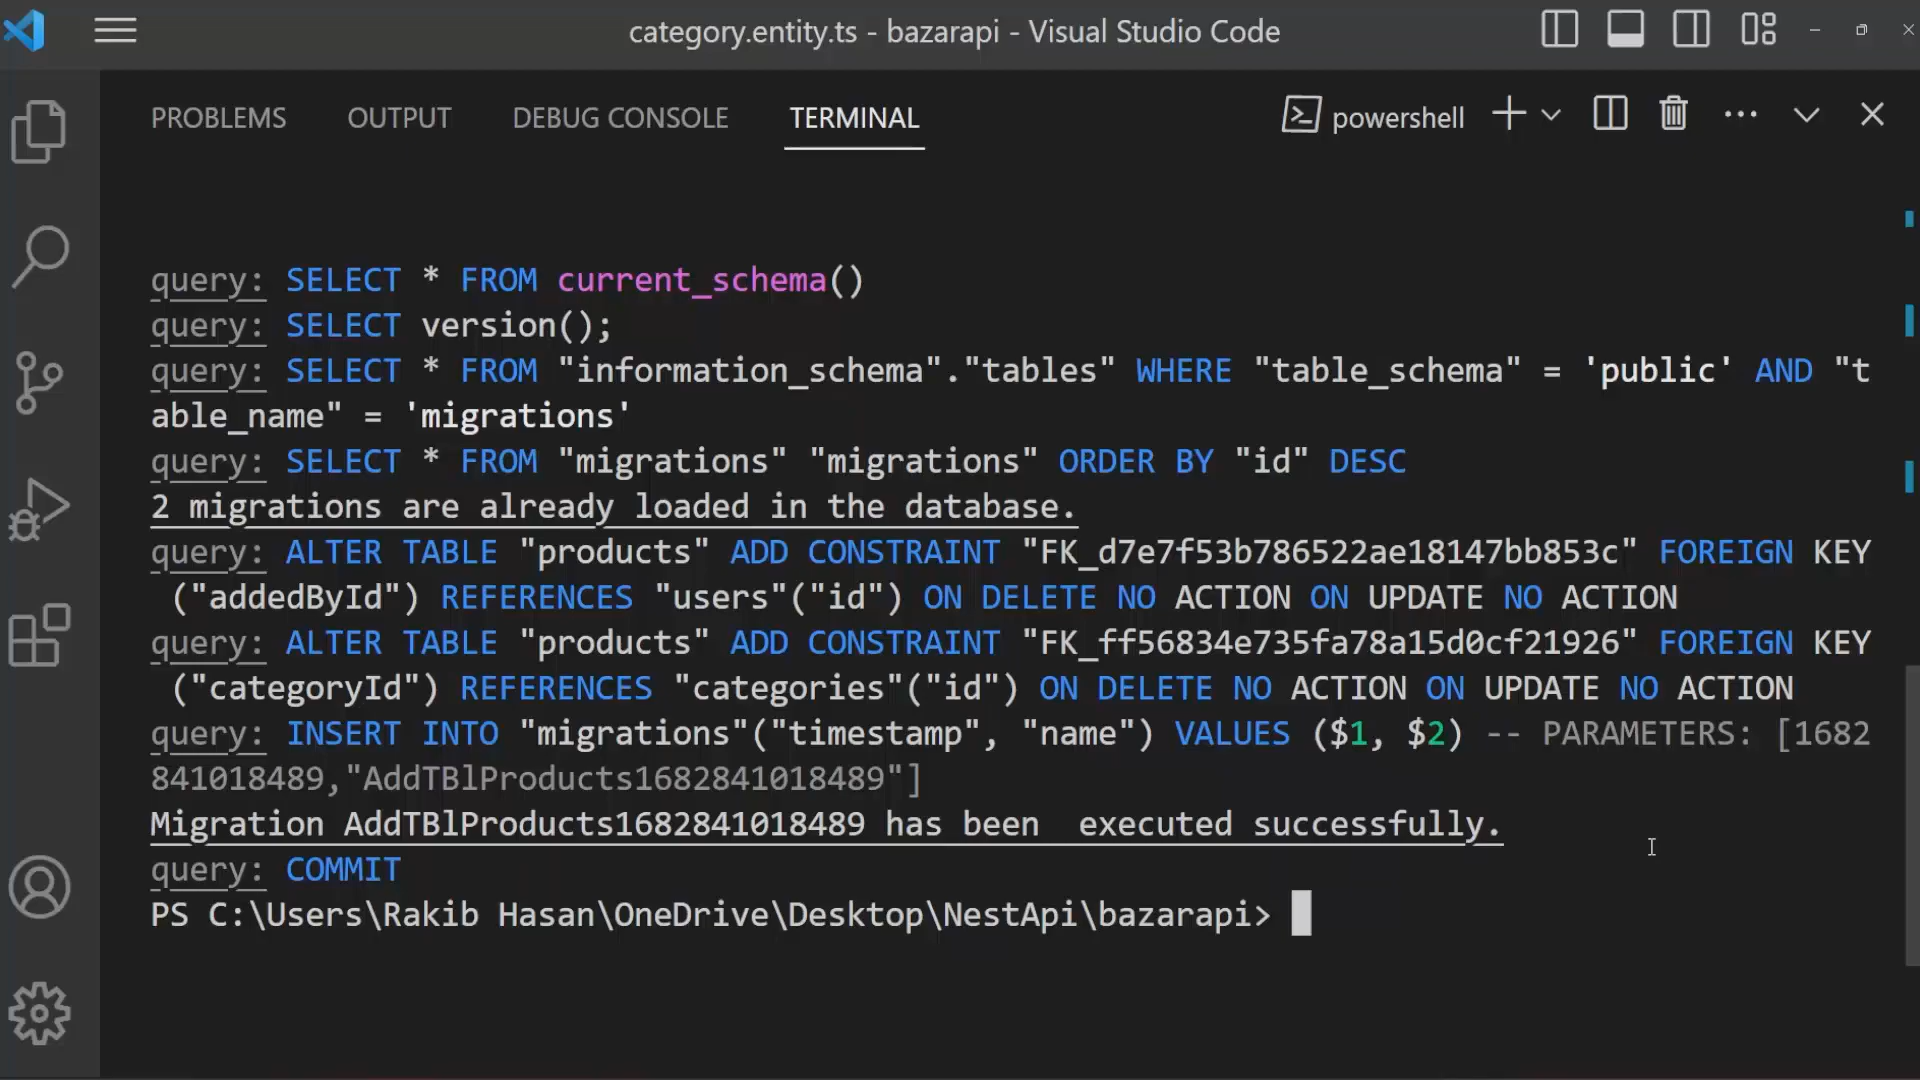 category.entity.ts - bazarapi - Visual Studio Code
PROBLEMS OUTPUT DEBUG CONSOLE TERMINAL powershell
query: SELECT * FROM current_schema()
query: SELECT version();
query: SELECT * FROM "information_schema"."tables" WHERE "table_schema" = 'public' AND "t
able_name" = 'migrations'
query: SELECT * FROM "migrations" "migrations" ORDER BY "id" DESC
2 migrations are already loaded in the database.
query: ALTER TABLE "products" ADD CONSTRAINT "FK_d7e7f53b786522ae18147bb853c" FOREIGN KEY
("addedById") REFERENCES "users"("id") ON DELETE NO ACTION ON UPDATE NO ACTION
query: ALTER TABLE "products" ADD CONSTRAINT "FK_ff56834e735fa78a15d0cf21926" FOREIGN KEY
("categoryId") REFERENCES "categories"("id") ON DELETE NO ACTION ON UPDATE NO ACTION
query: INSERT INTO "migrations"("timestamp", "name") VALUES ($1, $2) -- PARAMETERS: [1682
841018489,"AddTBlProducts1682841018489"]
Migration AddTBlProducts1682841018489 has been  executed successfully.
query: COMMIT
PS C:\Users\Rakib Hasan\OneDrive\Desktop\NestApi\bazarapi>